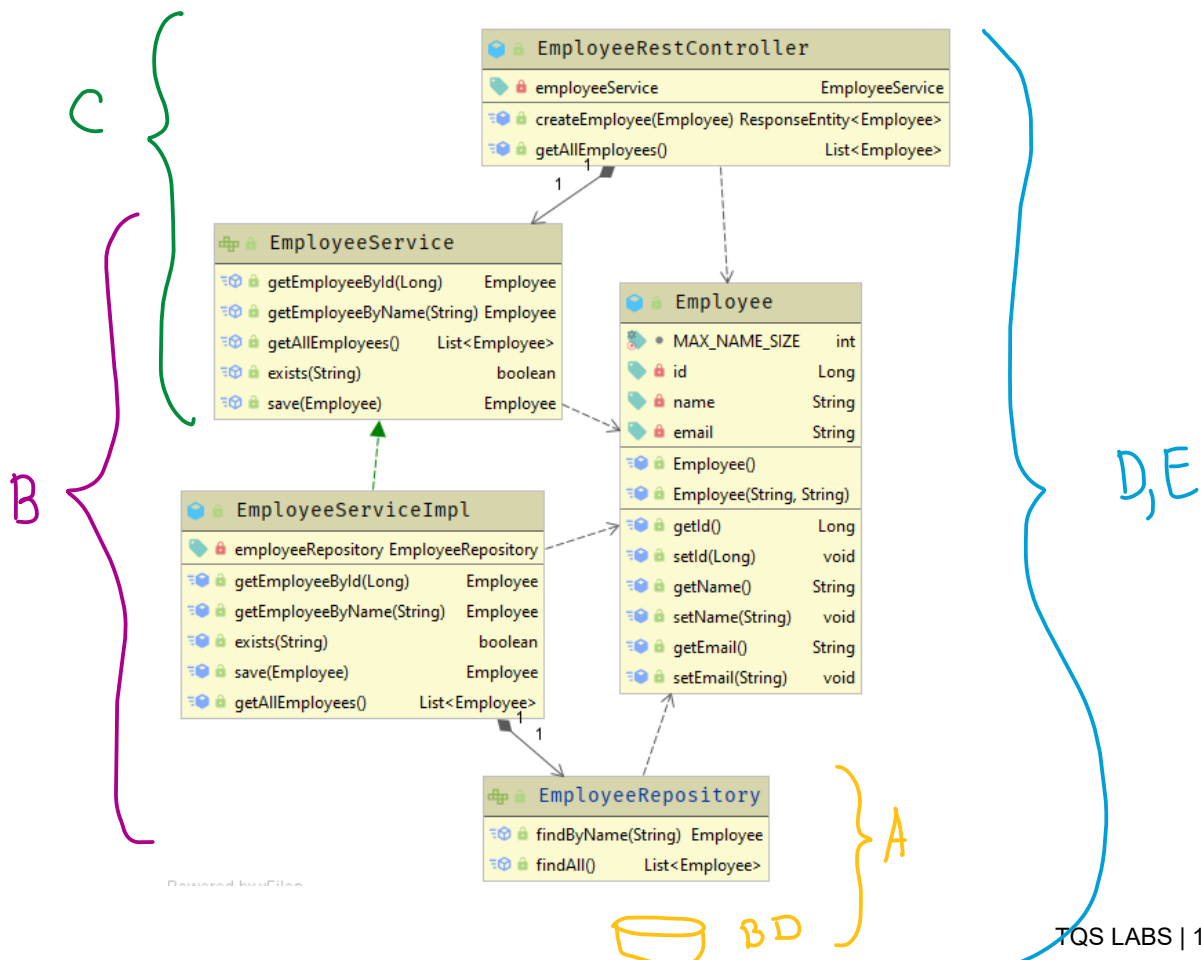 C
B
D,E
A
BD
EmployeeRestController
employeeService EmployeeService
createEmployee(Employee) ResponseEntity<Employee>
getAllEmployees() List<Employee>
1
1
EmployeeService
getEmployeeById(Long) Employee
getEmployeeByName(String) Employee
getAllEmployees() List<Employee>
exists(String) boolean
save(Employee) Employee
Employee
MAX_NAME_SIZE int
id Long
name String
email String
Employee()
Employee(String, String)
getId() Long
setId(Long) void
getName() String
setName(String) void
getEmail() String
setEmail(String) void
EmployeeServiceImpl
employeeRepository EmployeeRepository
getEmployeeById(Long) Employee
getEmployeeByName(String) Employee
exists(String) boolean
save(Employee) Employee
getAllEmployees() List<Employee>
1
1
EmployeeRepository
findByName(String) Employee
findAll() List<Employee>
TQS LABS | 1